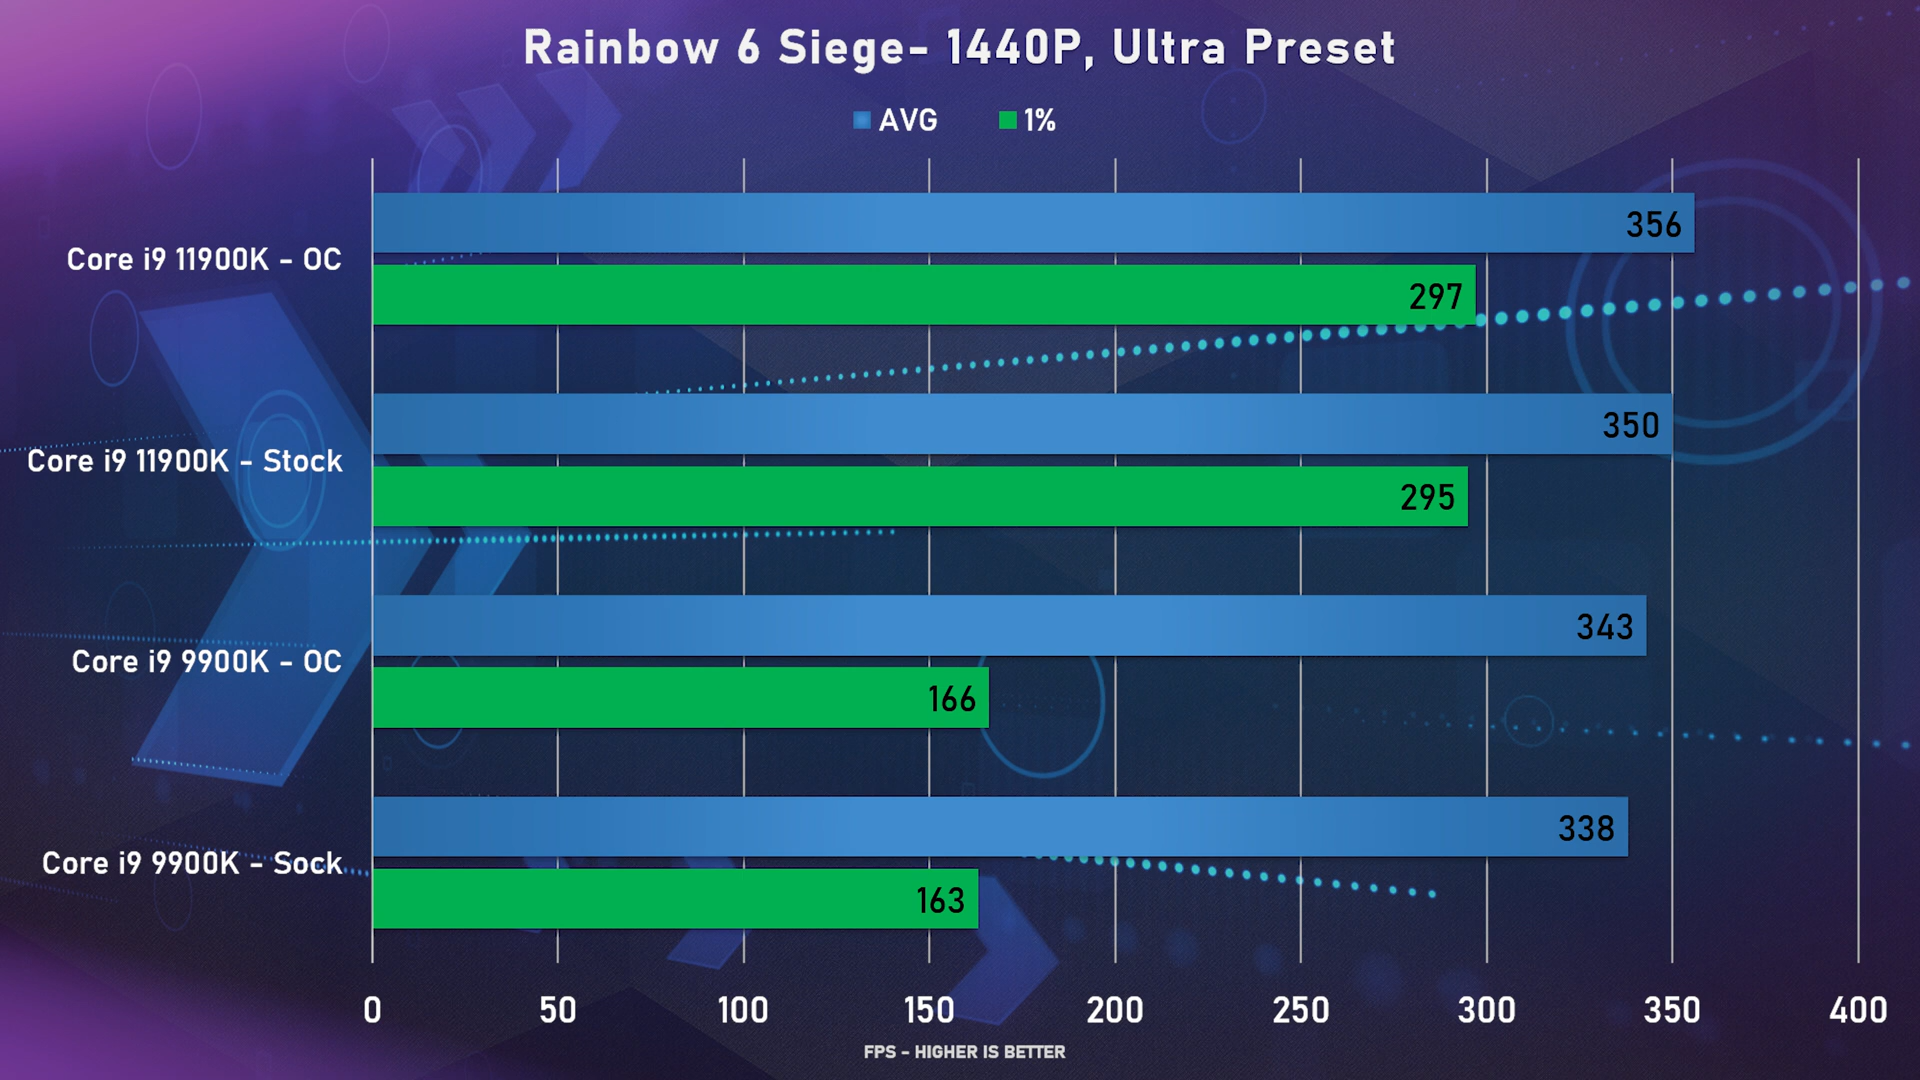 Rainbow 6 Siege- 1440P, Ultra Preset
AVG 1%
Core i9 11900K - OC
356
297
Core i9 11900K - Stock
350
295
Core i9 9900K - OC
343
166
Core i9 9900K - Sock
338
163
0 50 100 150 200 250 300 350 400
FPS - HIGHER IS BETTER